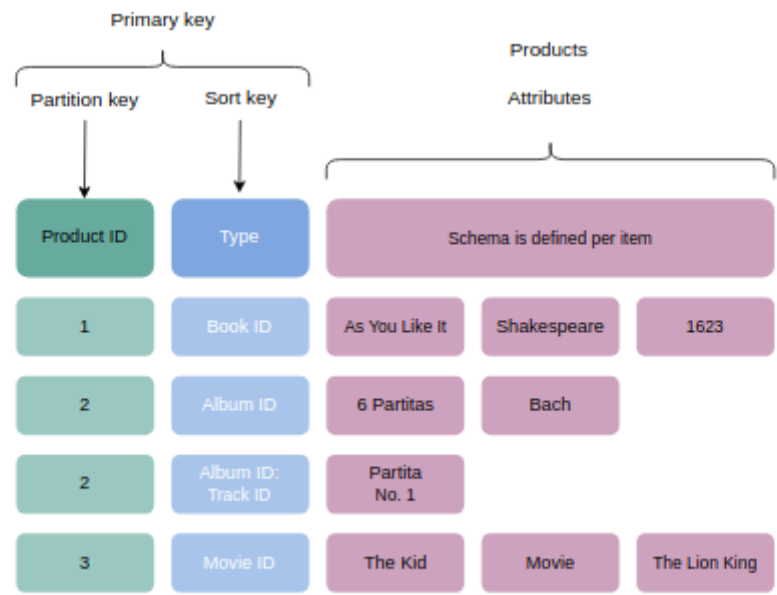 Primary key
Products
Partition key
Sort key
Attributes
Product ID
Type
Schema is defined per item
1
Book ID
As You Like It
Shakespeare
1623
2
Album ID
6 Partitas
Bach
2
Album ID:
Track ID
Partita
No. 1
3
Movie ID
The Kid
Movie
The Lion King